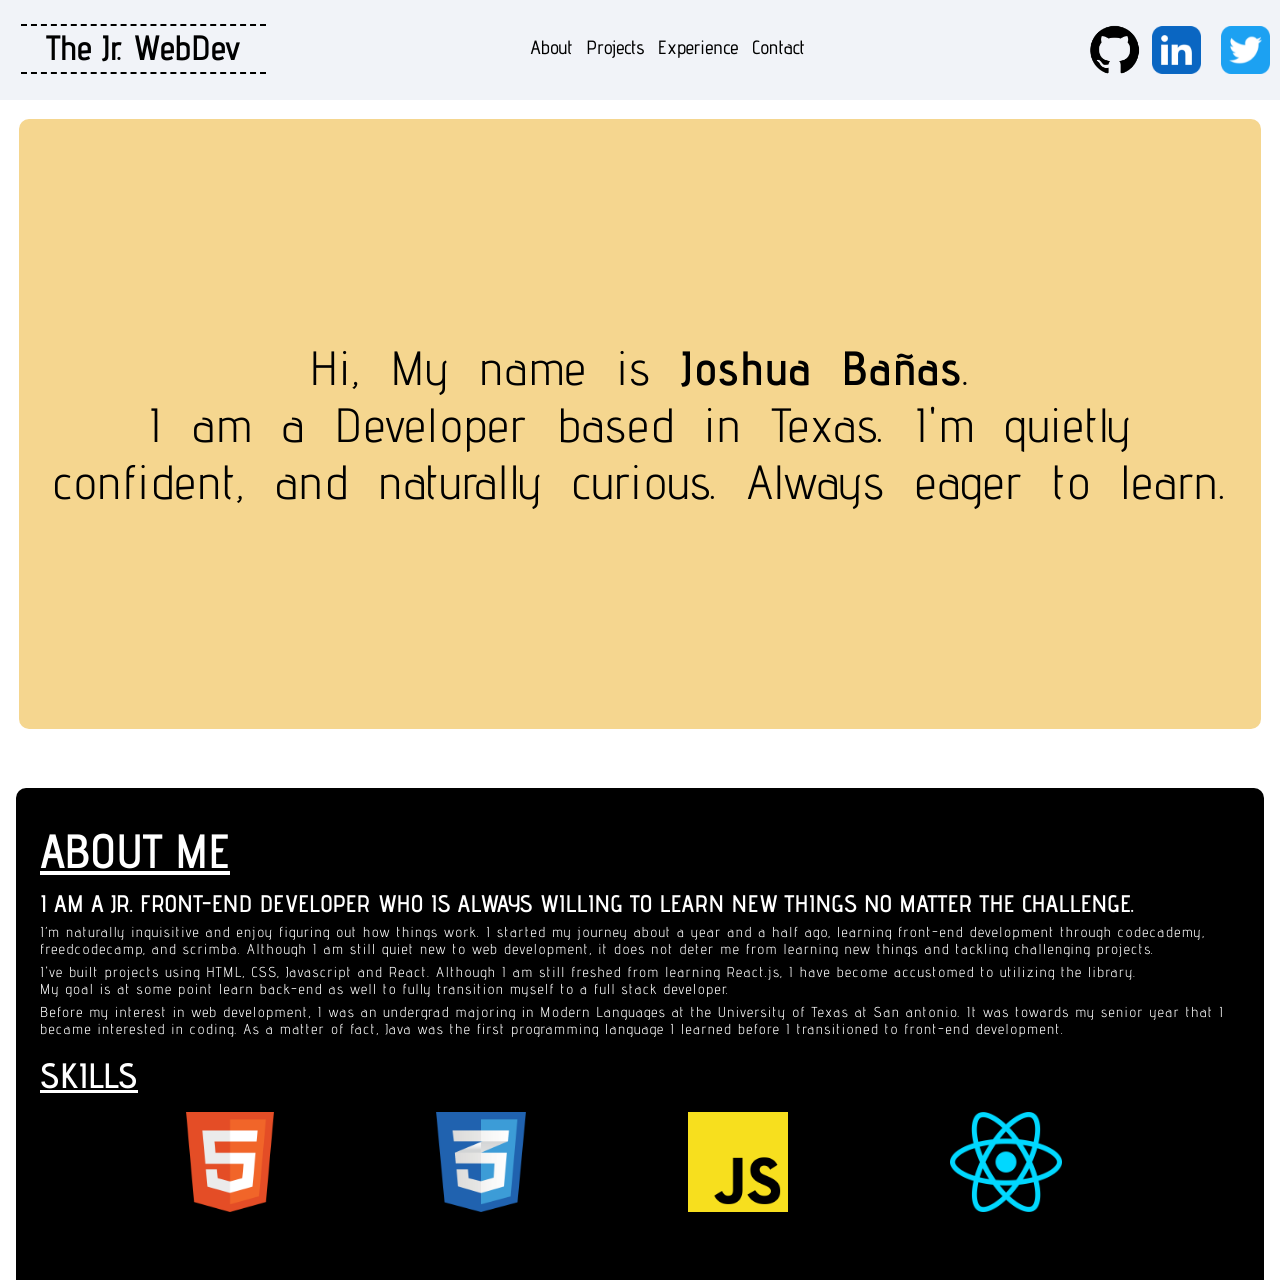 The Jr. WebDev
About Projects Experience Contact
in
Hi, My name is Joshua Bañas.
I am a Developer based in Texas. I'm quietly
confident, and naturally curious. Always eager to learn.
ABOUT ME
I AM A JR. FRONT-END DEVELOPER WHO IS ALWAYS WILLING TO LEARN NEW THINGS NO MATTER THE CHALLENGE.
I'm naturally inquisitive and enjoy figuring out how things work. I started my journey about a year and a half ago, learning front-end development through codecademy,
freedcodecamp, and scrimba. Although I am still quiet new to web development, it does not deter me from learning new things and tackling challenging projects.
I've built projects using HTML, CSS, Javascript and React. Although I am still freshed from learning React.js, I have become accustomed to utilizing the library.
My goal is at some point learn back-end as well to fully transition myself to a full stack developer.
Before my interest in web development, I was an undergrad majoring in Modern Languages at the University of Texas at San antonio. It was towards my senior year that I
became interested in coding. As a matter of fact, Java was the first programming language I learned before I transitioned to front-end development.
SKILLS
5 3 JS